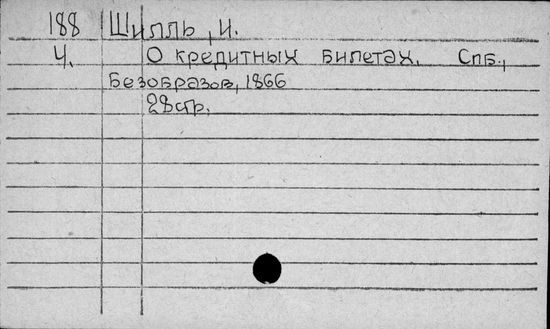 188 Шилль, И.
Ч. О кредитных билетах. Спб.,
Безобразов, 1866
28стр.